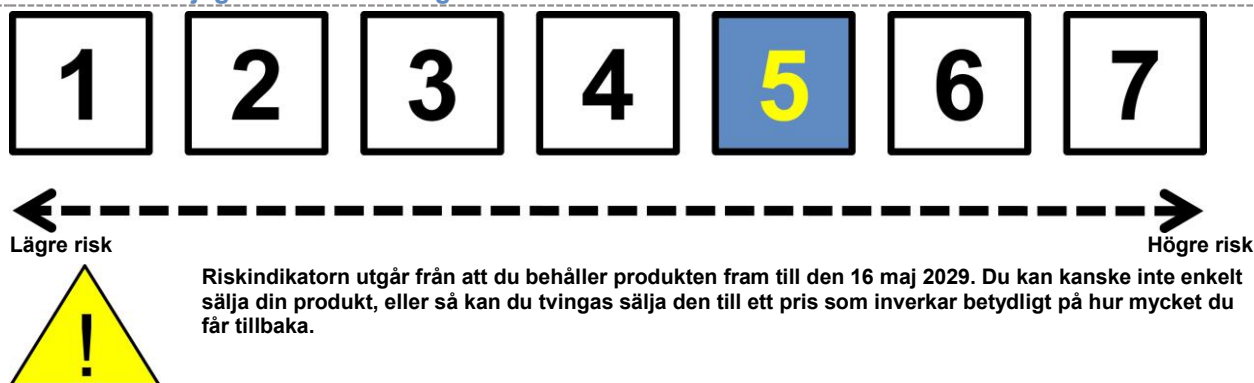 1 2 3 4 5 6 7
Lägre risk Högre risk
!
Riskindikatorn utgår från att du behåller produkten fram till den 16 maj 2029. Du kan kanske inte enkelt
sälja din produkt, eller så kan du tvingas sälja den till ett pris som inverkar betydligt på hur mycket du
får tillbaka.